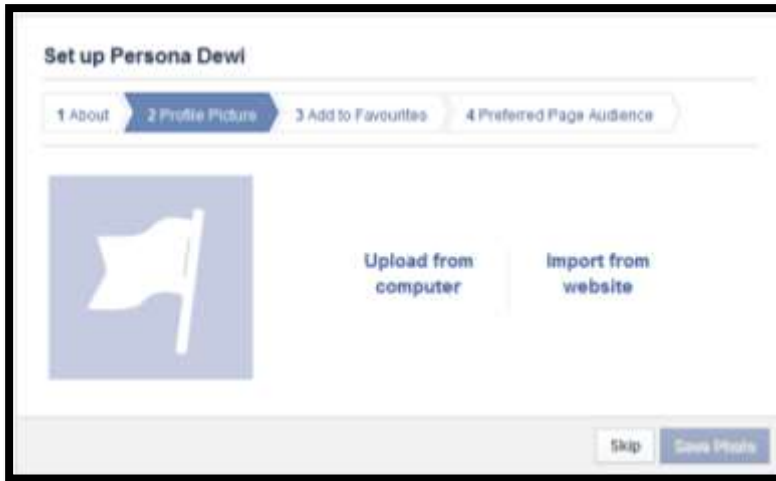 Set up Persona Dewi
1 About 2 Profile Picture 3 Add to Favourites 4 Preferred Page Audience
Upload from Import from
computer website
Skip Save Photo